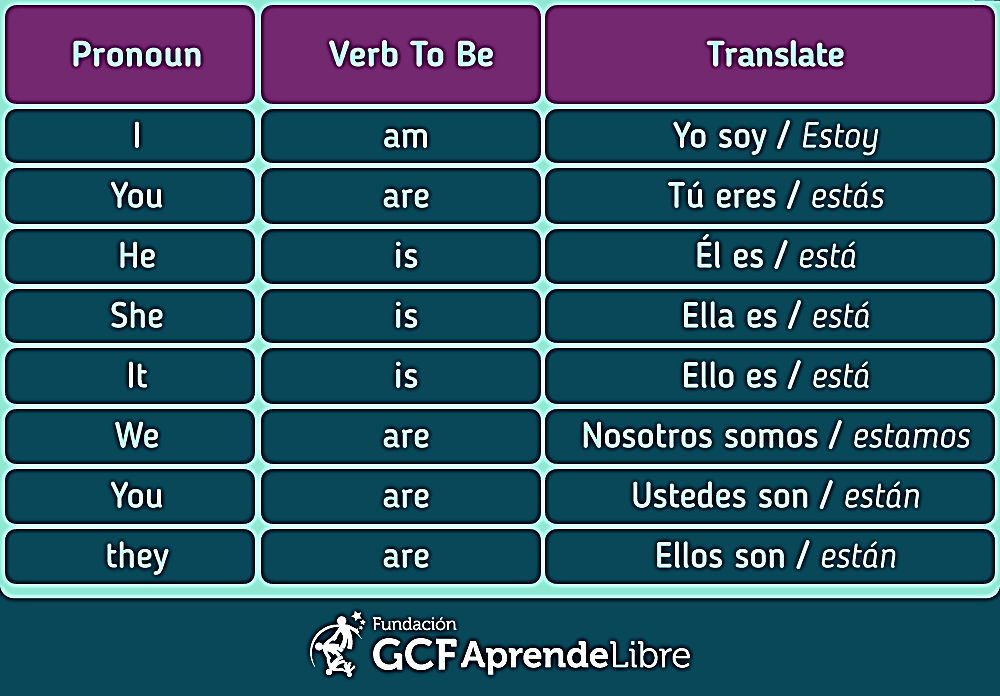 Pronoun Verb To Be Translate
I am Yo soy / Estoy
You are Tú eres / estás
He is Él es / está
She is Ella es / está
It is Ello es / está
We are Nosotros somos / estamos
You are Ustedes son / están
they are Ellos son / están
Fundación
GCFAprendeLibre